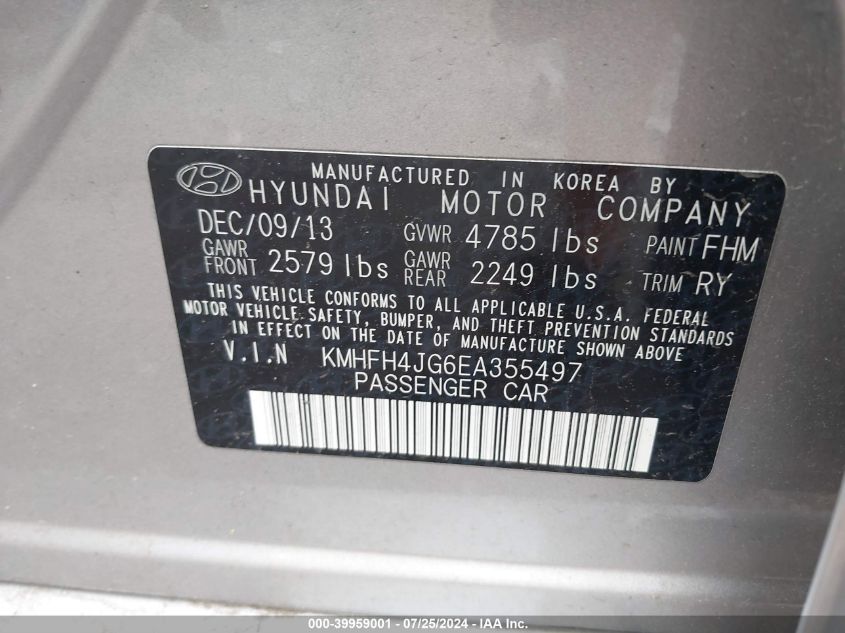 MANUFACTURED IN KOREA BY
HYUNDAI MOTOR COMPANY
DEC/09/13 GVWR 4785 lbs PAINT FHM
GAWR FRONT 2579 lbs GAWR REAR 2249 lbs TRIM RY
THIS VEHICLE CONFORMS TO ALL APPLICABLE U.S.A. FEDERAL
MOTOR VEHICLE SAFETY, BUMPER, AND THEFT PREVENTION STANDARDS
IN EFFECT ON THE DATE OF MANUFACTURE SHOWN ABOVE
V.I.N KMHFH4JG6EA355497
PASSENGER CAR
000-39959001 - 07/25/2024 - IAA Inc.